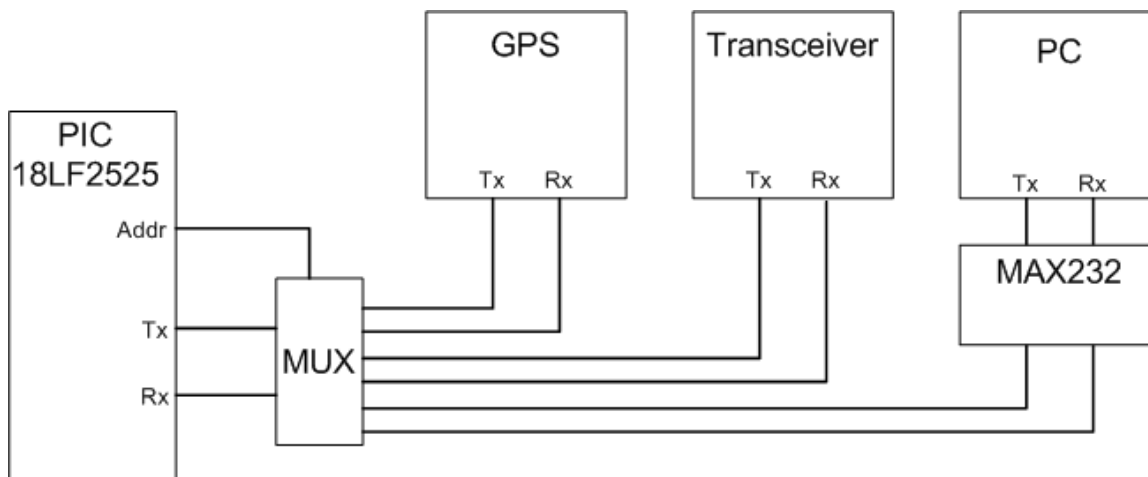 GPS
Tx Rx
Transceiver
Tx Rx
PC
Tx Rx
MAX232
PIC
18LF2525
Addr
Tx
Rx
MUX